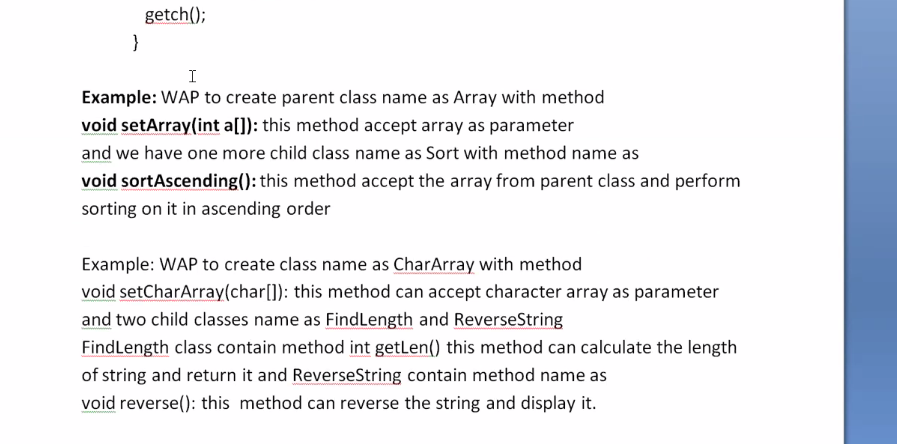 getch();
}
Example: WAP to create parent class name as Array with method
void setArray(int a[]): this method accept array as parameter
and we have one more child class name as Sort with method name as
void sortAscending(): this method accept the array from parent class and perform
sorting on it in ascending order
Example: WAP to create class name as CharArray with method
void setCharArray(char[]): this method can accept character array as parameter
and two child classes name as FindLength and ReverseString
FindLength class contain method int getLen() this method can calculate the length
of string and return it and ReverseString contain method name as
void reverse(): this  method can reverse the string and display it.